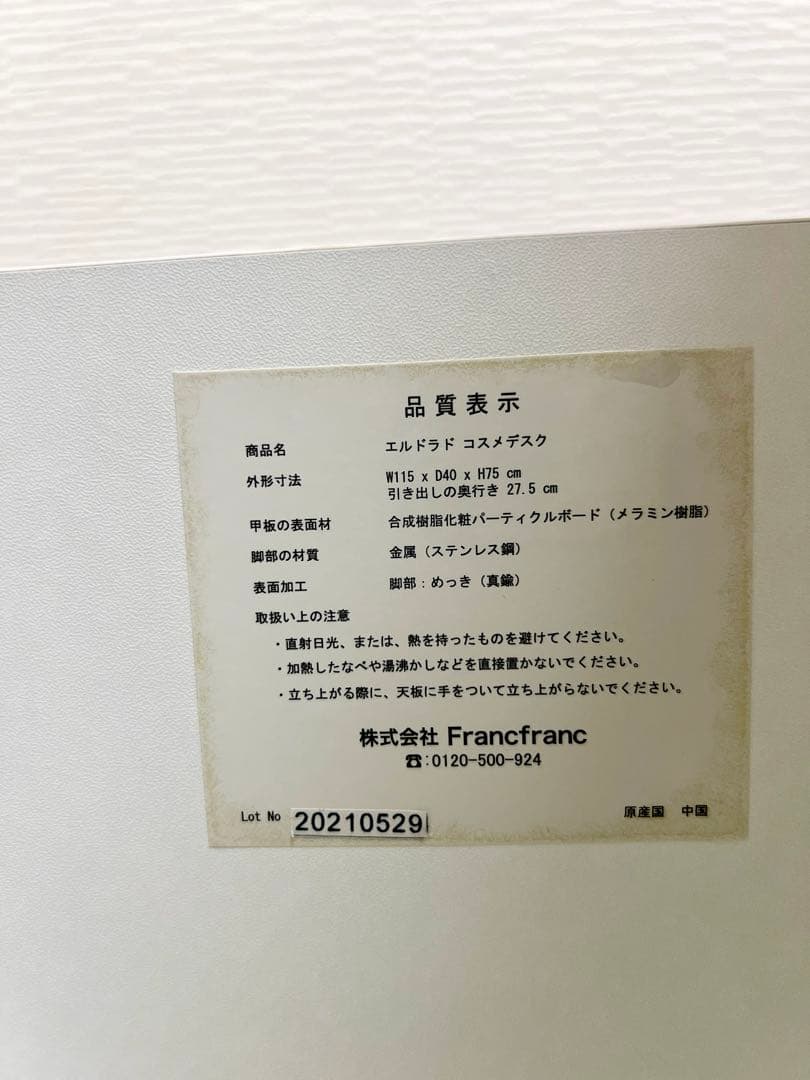 品質表示
商品名 エルドラド コスメデスク
外形寸法 W115 x D40 x H75 cm
引き出しの奥行き 27.5 cm
甲板の表面材 合成樹脂化粧パーティクルボード（メラミン樹脂）
脚部の材質 金属（ステンレス鋼）
表面加工 脚部：めっき（真鍮）
取扱い上の注意
・直射日光、または、熱を持ったものを避けてください。
・加熱したなべや湯沸かしなどを直接置かないでください。
・立ち上がる際に、天板に手をついて立ち上がらないでください。
株式会社 Francfranc
☎:0120-500-924
Lot No 20210529 原産国 中国